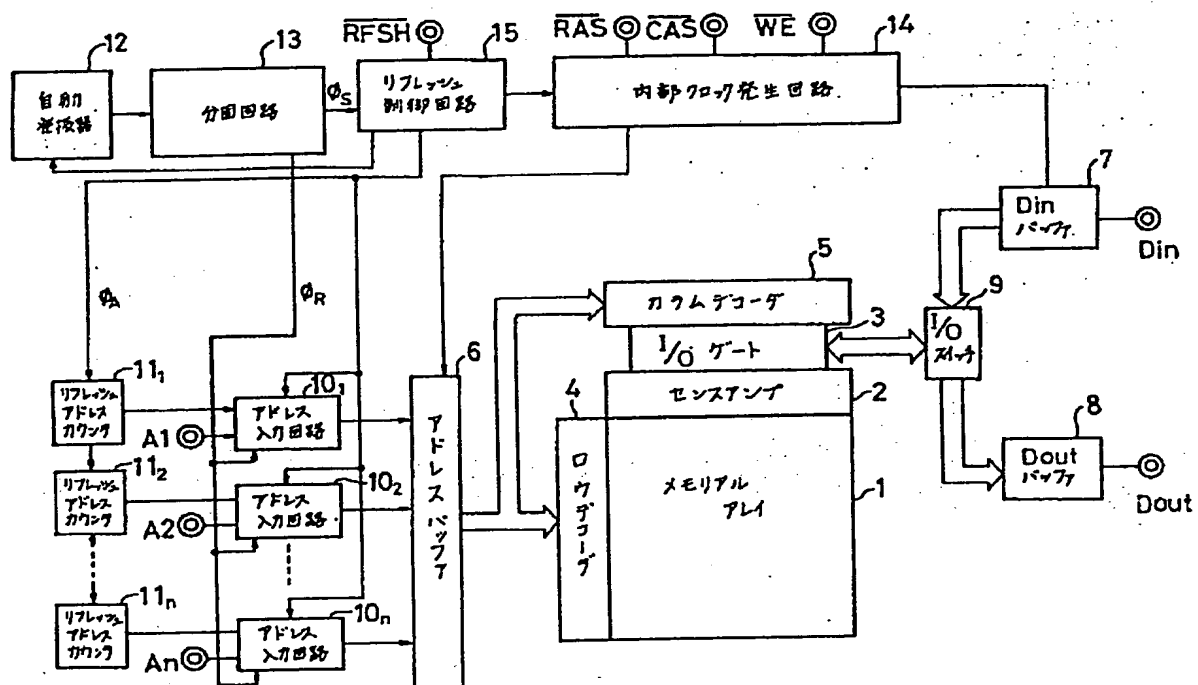 12
自励
発振器
13
分周回路
φS
RFSH
15
リフレッシュ
制御回路
RAS
CAS
WE
14
内部クロック発生回路
7
Din
バッファ
Din
φA
φR
5
カラムデコーダ
3
I/Oゲート
9
I/O
スイッチ
2
センスアンプ
6
アドレスバッファ
4
ロウデコーダ
メモリアル
アレイ
1
8
Dout
バッファ
Dout
11₁
リフレッシュ
アドレス
カウンタ
10₁
アドレス
入力回路
A1
11₂
リフレッシュ
アドレス
カウンタ
10₂
アドレス
入力回路
A2
11n
リフレッシュ
アドレス
カウンタ
10n
アドレス
入力回路
An